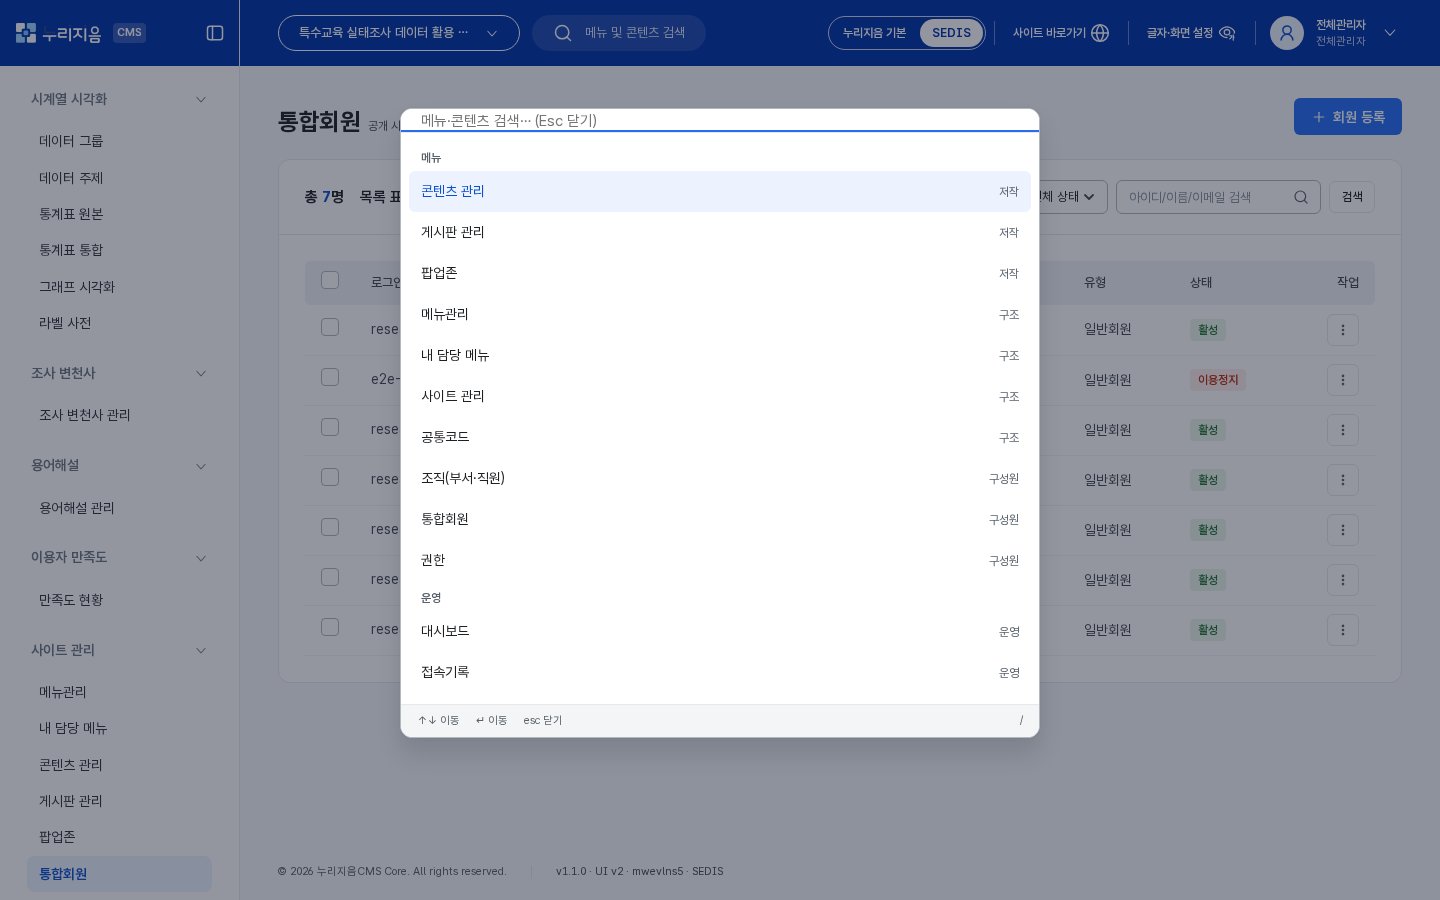 누리지음 CMS
특수교육 실태조사 데이터 활용 ···
메뉴 및 콘텐츠 검색
누리지음 기본
SEDIS
사이트 바로가기
글자·화면 설정
전체관리자
전체관리자
시계열 시각화
데이터 그룹
데이터 주제
통계표 원본
통계표 통합
그래프 시각화
라벨 사전
조사 변천사
조사 변천사 관리
용어해설
용어해설 관리
이용자 만족도
만족도 현황
사이트 관리
메뉴관리
내 담당 메뉴
콘텐츠 관리
게시판 관리
팝업존
통합회원
통합회원 공개 시
+ 회원 등록
총 7명 목록 표
전체 상태
아이디/이름/이메일 검색
검색
로그인 유형 상태 작업
rese 일반회원 활성
e2e- 일반회원 이용정지
rese 일반회원 활성
rese 일반회원 활성
rese 일반회원 활성
rese 일반회원 활성
rese 일반회원 활성
메뉴·콘텐츠 검색··· (Esc 닫기)
메뉴
콘텐츠 관리 저작
게시판 관리 저작
팝업존 저작
메뉴관리 구조
내 담당 메뉴 구조
사이트 관리 구조
공통코드 구조
조직(부서·직원) 구성원
통합회원 구성원
권한 구성원
운영
대시보드 운영
접속기록 운영
↑↓ 이동 ↵ 이동 esc 닫기 /
© 2026 누리지음CMS Core. All rights reserved. v1.1.0 · UI v2 · mwevlns5 · SEDIS